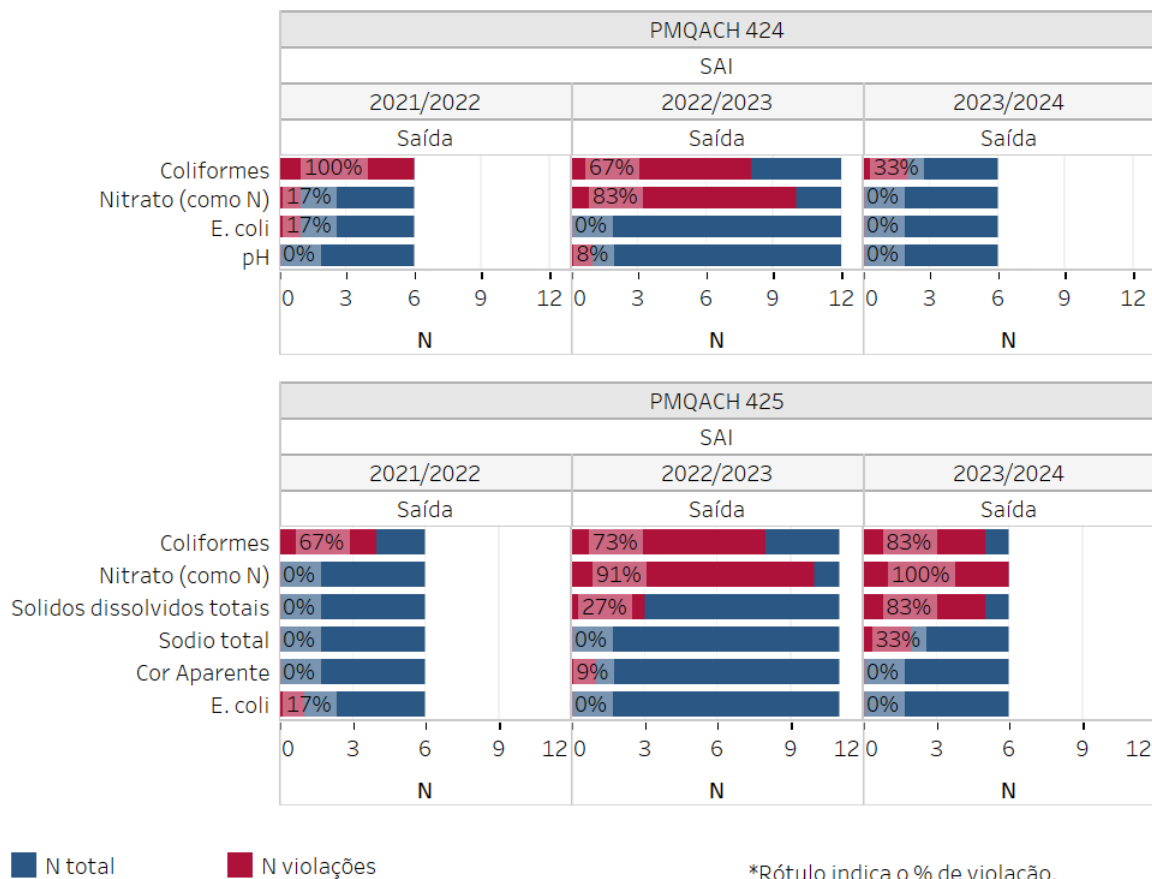 PMQACH 424
SAI
2021/2022 2022/2023 2023/2024
Saída Saída Saída
Coliformes 100% 67% 33%
Nitrato (como N) 17% 83% 0%
E. coli 17% 0% 0%
pH 0% 8% 0%
0 3 6 9 12 0 3 6 9 12 0 3 6 9 12
N N N
PMQACH 425
SAI
2021/2022 2022/2023 2023/2024
Saída Saída Saída
Coliformes 67% 73% 83%
Nitrato (como N) 0% 91% 100%
Solidos dissolvidos totais 0% 27% 83%
Sodio total 0% 0% 33%
Cor Aparente 0% 9% 0%
E. coli 17% 0% 0%
0 3 6 9 12 0 3 6 9 12 0 3 6 9 12
N N N
N total N violações *Rótulo indica o % de violação.